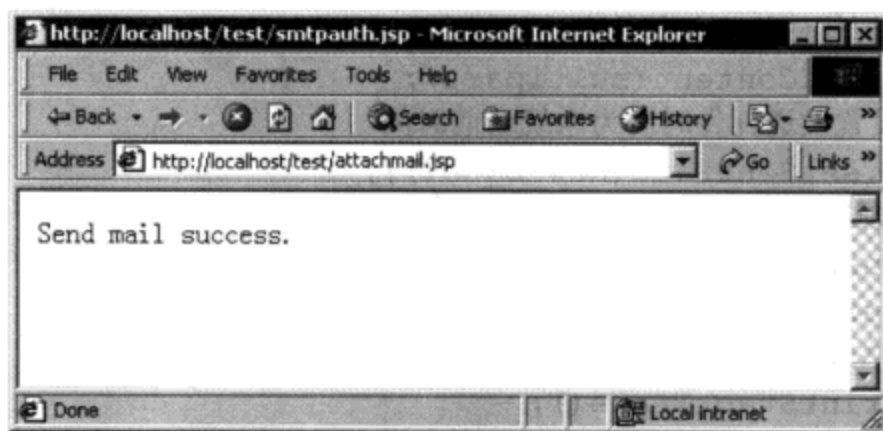 http://localhost/test/smtpauth.jsp - Microsoft Internet Explorer
File Edit View Favorites Tools Help
Back Search Favorites History »
Address http://localhost/test/attachmail.jsp Go Links »
Send mail success.
Done Local intranet